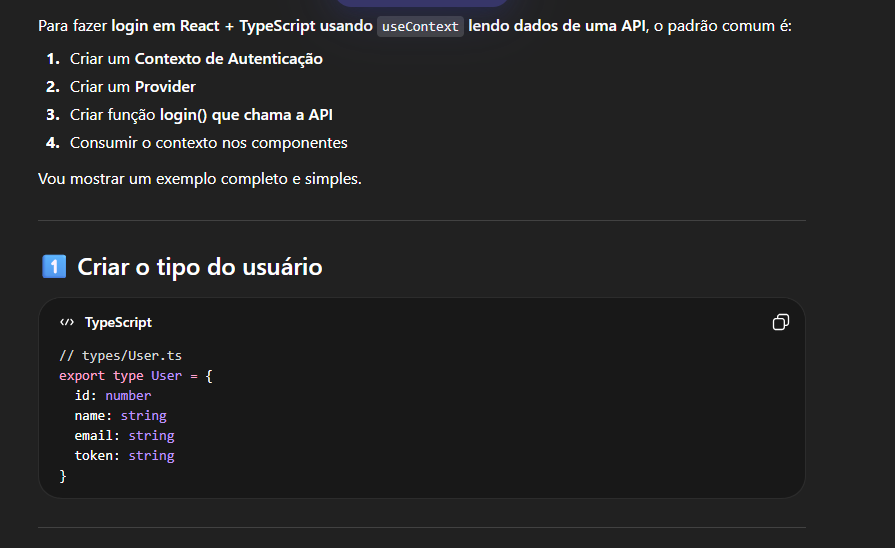 Para fazer login em React + TypeScript usando useContext lendo dados de uma API, o padrão comum é:
1. Criar um Contexto de Autenticação
2. Criar um Provider
3. Criar função login() que chama a API
4. Consumir o contexto nos componentes
Vou mostrar um exemplo completo e simples.
1 Criar o tipo do usuário
</> TypeScript
// types/User.ts
export type User = {
  id: number
  name: string
  email: string
  token: string
}